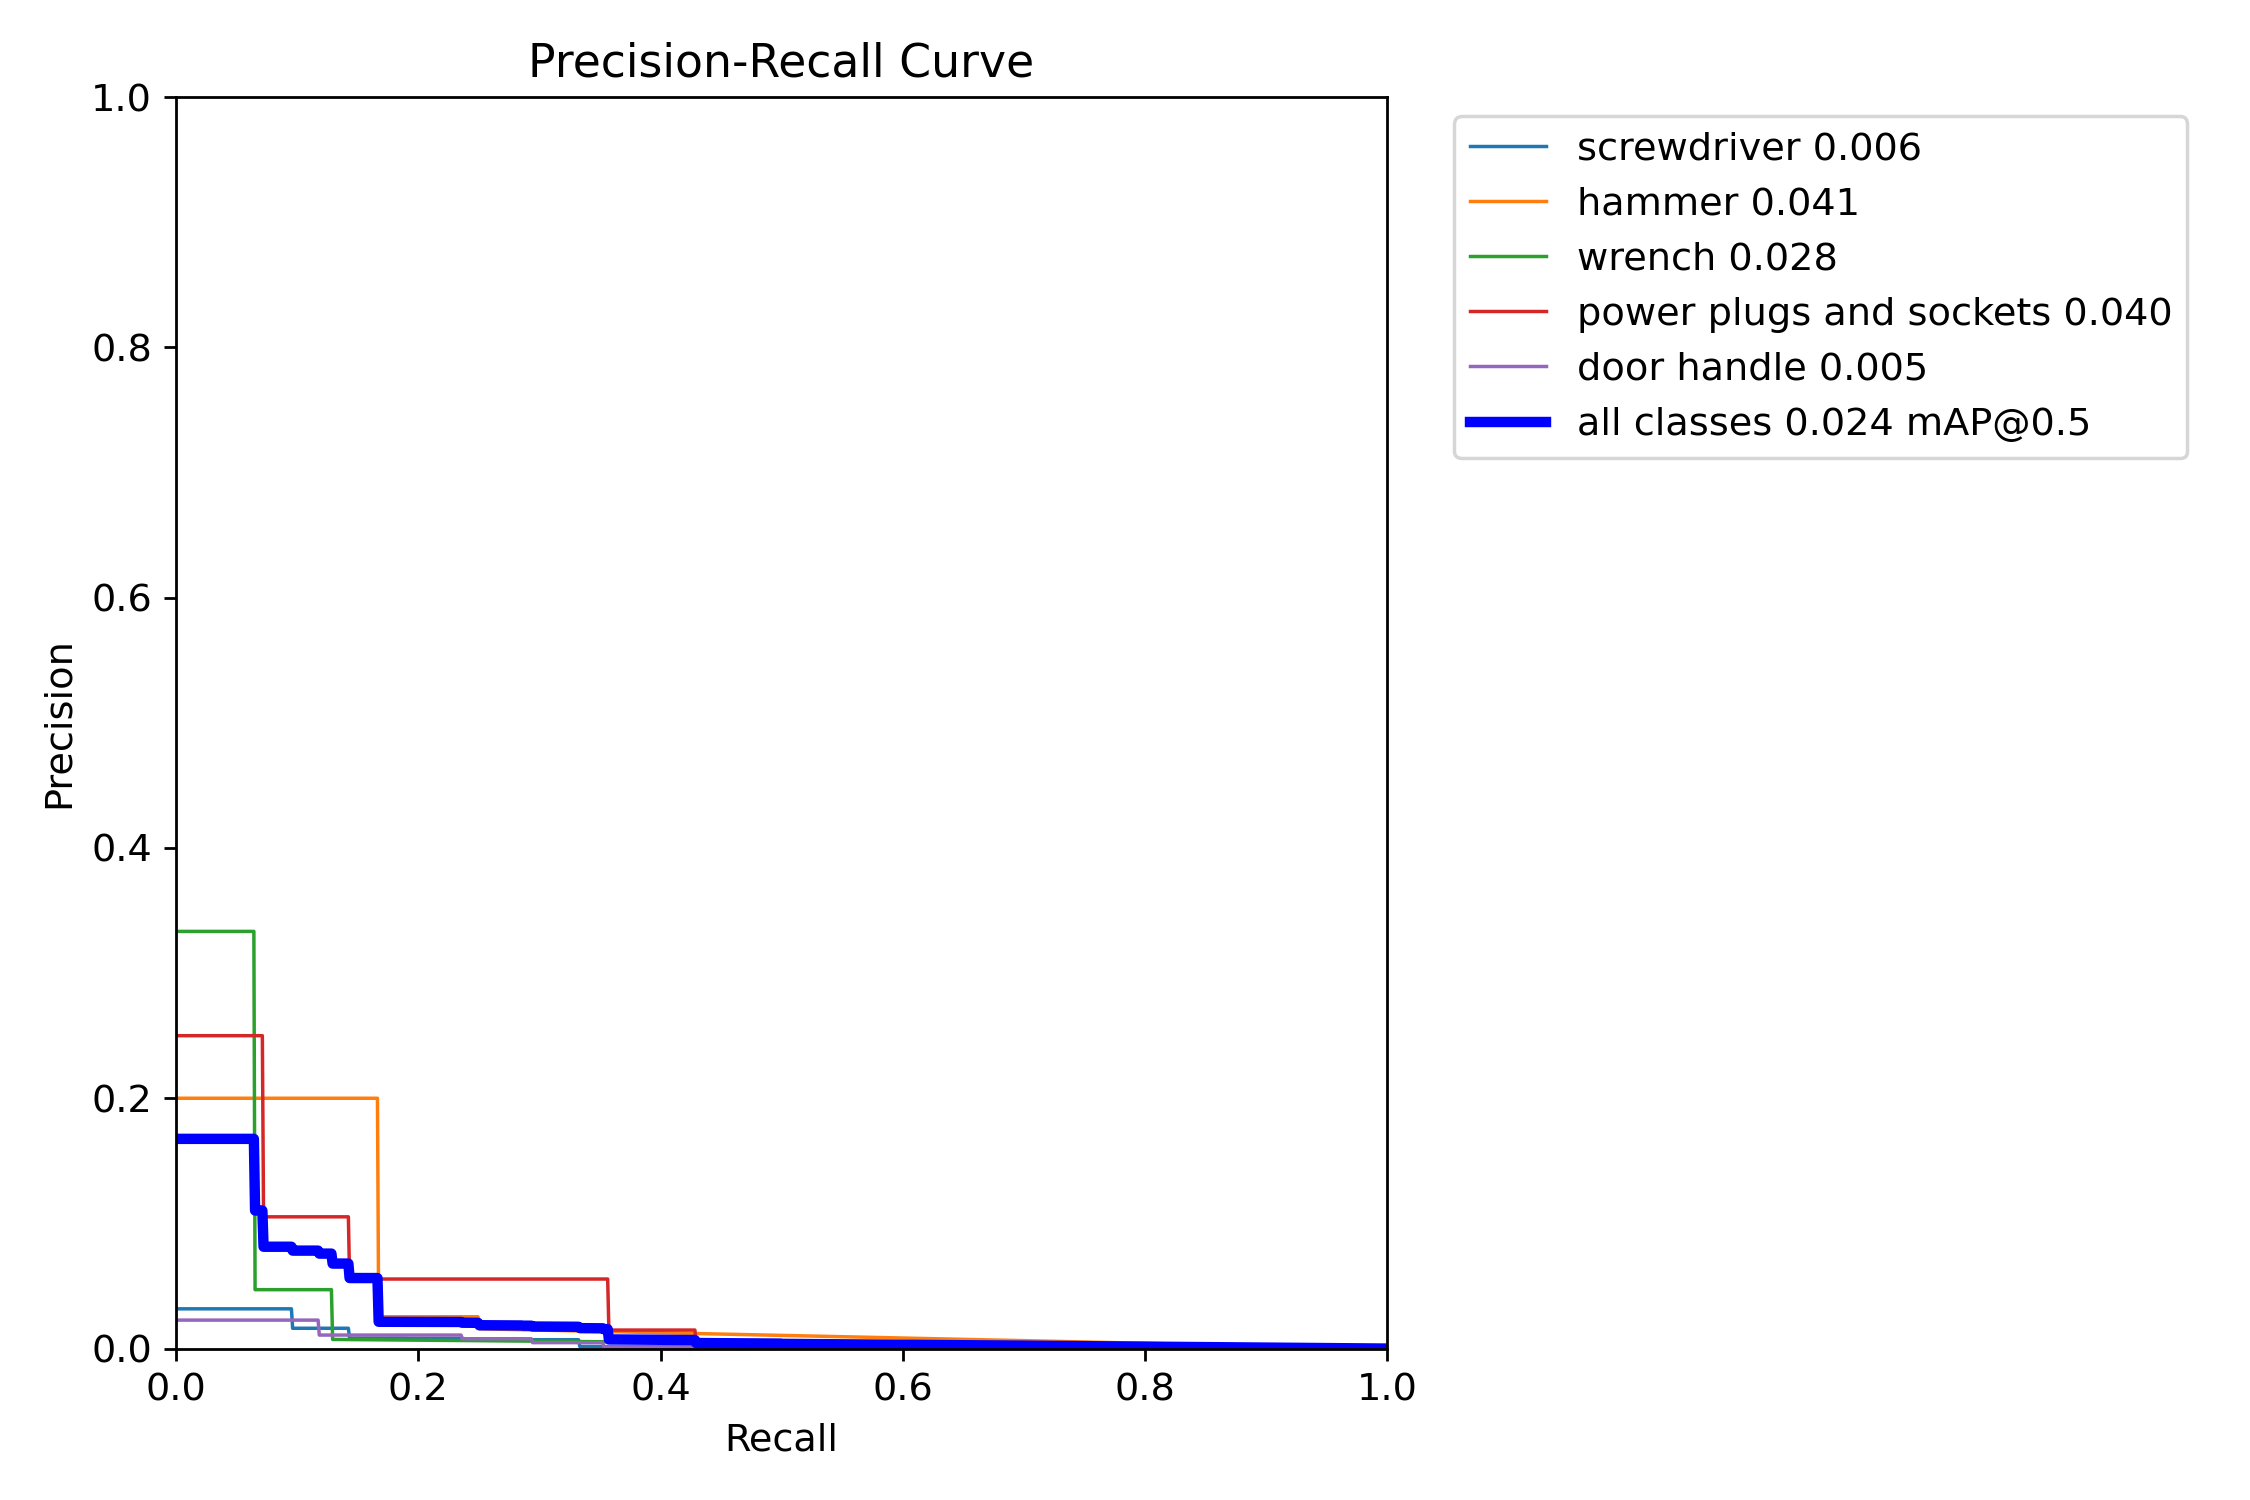 Precision-Recall Curve
1.0
0.8
0.6
0.4
0.2
0.0
Precision
0.0 0.2 0.4 0.6 0.8 1.0
Recall
screwdriver 0.006
hammer 0.041
wrench 0.028
power plugs and sockets 0.040
door handle 0.005
all classes 0.024 mAP@0.5